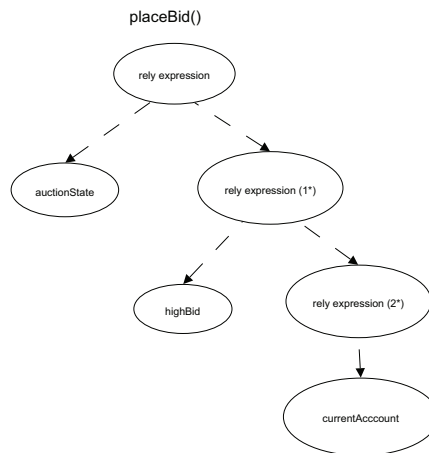 placeBid()
rely expression
auctionState
rely expression (1*)
highBid
rely expression (2*)
currentAcccount